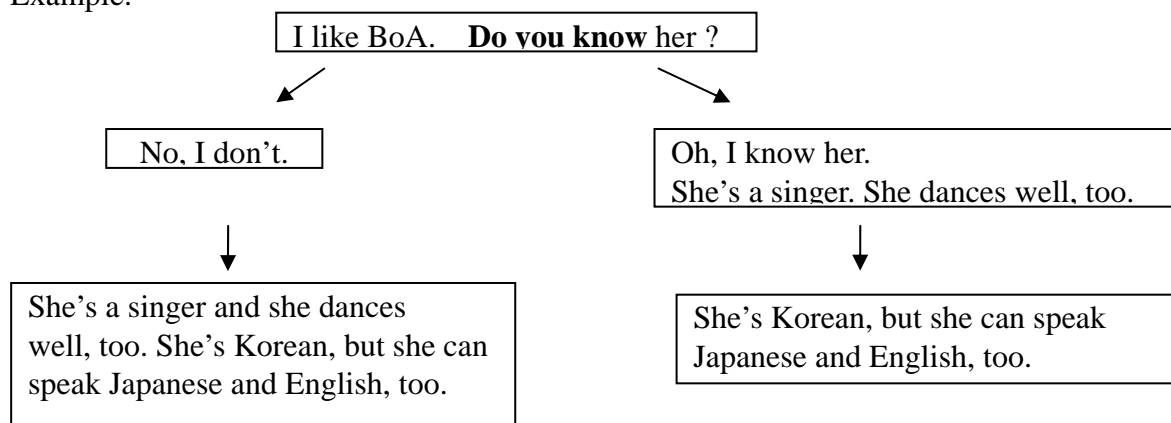 Example:
I like BoA. Do you know her ?
No, I don't.
Oh, I know her.
She's a singer. She dances well, too.
She's a singer and she dances
well, too. She's Korean, but she can
speak Japanese and English, too.
She's Korean, but she can speak
Japanese and English, too.